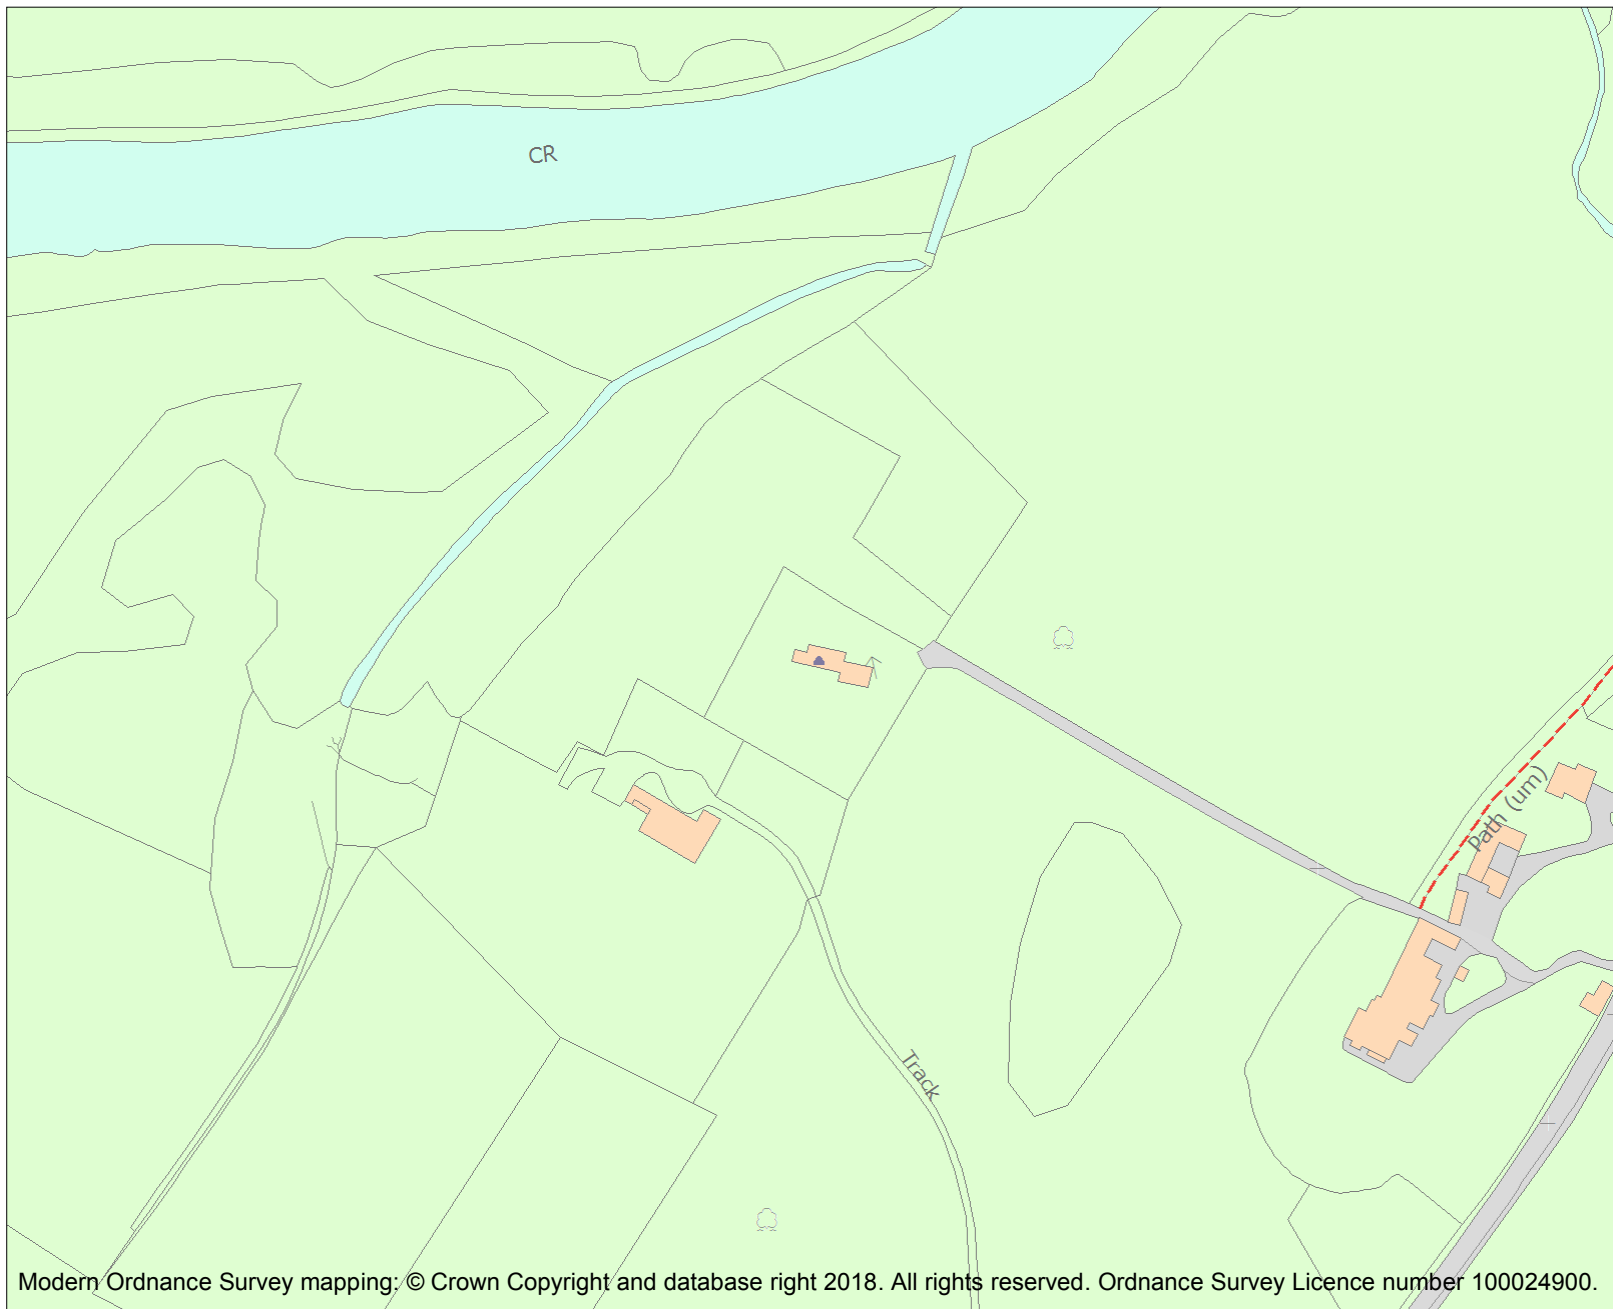 CR
Path (um)
Track
Modern Ordnance Survey mapping: © Crown Copyright and database right 2018. All rights reserved. Ordnance Survey Licence number 100024900.